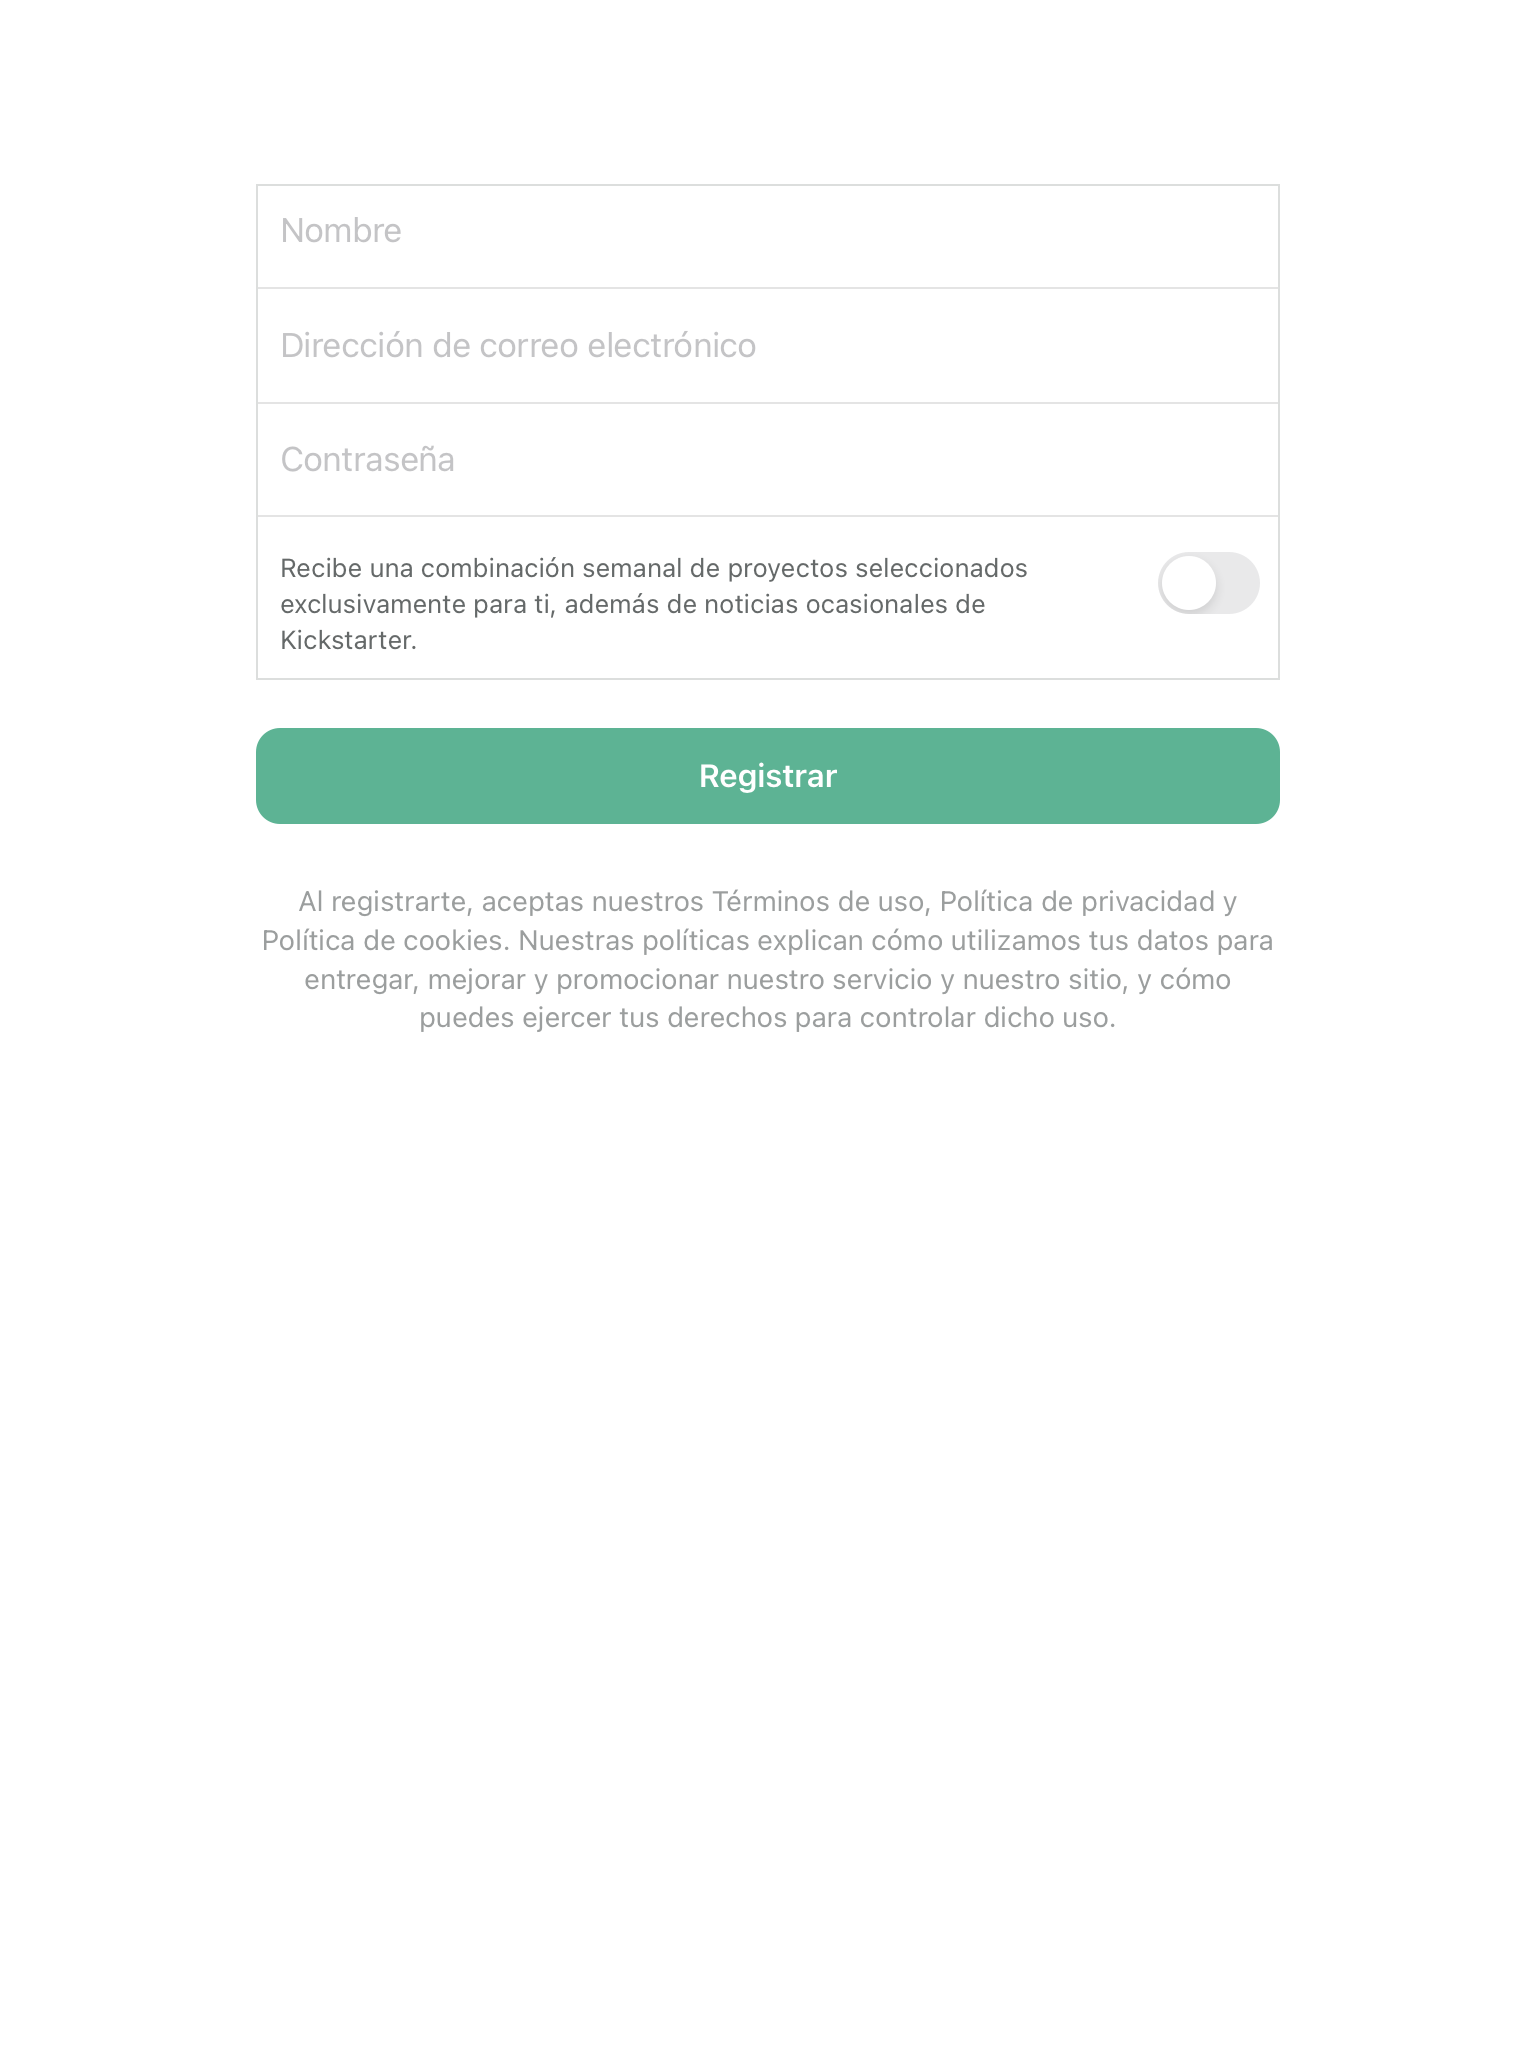 Nombre
Dirección de correo electrónico
Contraseña
Recibe una combinación semanal de proyectos seleccionados
exclusivamente para ti, además de noticias ocasionales de
Kickstarter.
Registrar
Al registrarte, aceptas nuestros Términos de uso, Política de privacidad y
Política de cookies. Nuestras políticas explican cómo utilizamos tus datos para
entregar, mejorar y promocionar nuestro servicio y nuestro sitio, y cómo
puedes ejercer tus derechos para controlar dicho uso.